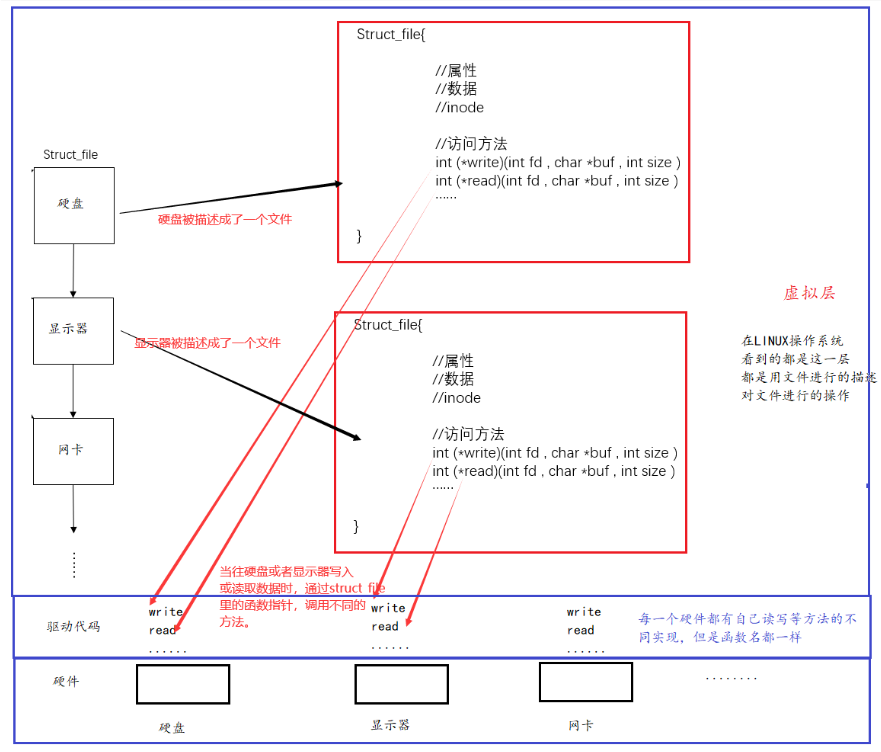 Struct_file{
//属性
//数据
//inode
//访问方法
int (*write)(int fd , char *buf , int size )
int (*read)(int fd , char *buf , int size )
......
}
Struct_file
硬盘
硬盘被描述成了一个文件
显示器
显示器被描述成了一个文件
网卡
......
Struct_file{
//属性
//数据
//inode
//访问方法
int (*write)(int fd , char *buf , int size )
int (*read)(int fd , char *buf , int size )
......
}
虚拟层
在LINUX操作系统
看到的都是这一层
都是用文件进行的描述
对文件进行的操作
当往硬盘或者显示器写入
或读取数据时，通过struct file
里的函数指针，调用不同的
方法。
驱动代码
write
read
......
write
read
......
write
read
......
每一个硬件都有自己读写等方法的不
同实现，但是函数名都一样
硬件
硬盘
显示器
网卡
........